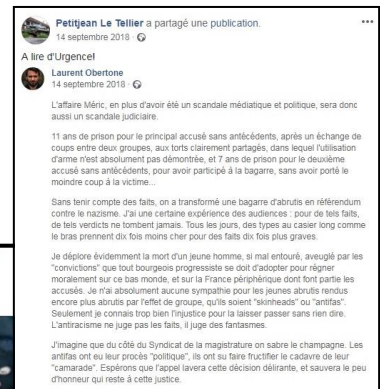 Petitjean Le Tellier a partagé une publication.
14 septembre 2018 ·
A lire d'Urgence!
Laurent Obertone
14 septembre 2018 ·
L'affaire Méric, en plus d'avoir été un scandale médiatique et politique, sera donc
aussi un scandale judiciaire.
11 ans de prison pour le principal accusé sans antécédents, après un échange de
coups entre deux groupes, aux torts clairement partagés, dans lequel l'utilisation
d'arme n'est absolument pas démontrée, et 7 ans de prison pour le deuxième
accusé sans antécédents, pour avoir participé à la bagarre, sans avoir porté le
moindre coup à la victime...
Sans tenir compte des faits, on a transformé une bagarre d'abrutis en référendum
contre le nazisme. J'ai une certaine expérience des audiences : pour de tels faits,
de tels verdicts ne tombent jamais. Tous les jours, des types au casier long comme
le bras prennent dix fois moins cher pour des faits dix fois plus graves.
Je déplore évidemment la mort d'un jeune homme, si mal entouré, aveuglé par les
"convictions" que tout bourgeois progressiste se doit d'adopter pour régner
moralement sur ce bas monde, et sur la France périphérique dont font partie les
accusés. Je n'ai absolument aucune sympathie pour les jeunes abrutis rendus
encore plus abrutis par l'effet de groupe, qu'ils soient "skinheads" ou "antifas".
Seulement je connais trop bien l'injustice pour la laisser passer sans rien dire.
L'antiracisme ne juge pas les faits, il juge des fantasmes.
J'imagine que du côté du Syndicat de la magistrature on sabre le champagne. Les
antifas ont eu leur procès "politique", ils ont su faire fructifier le cadavre de leur
"camarade". Espérons que l'appel lavera cette décision délirante, et sauvera le peu
d'honneur qui reste à cette justice.